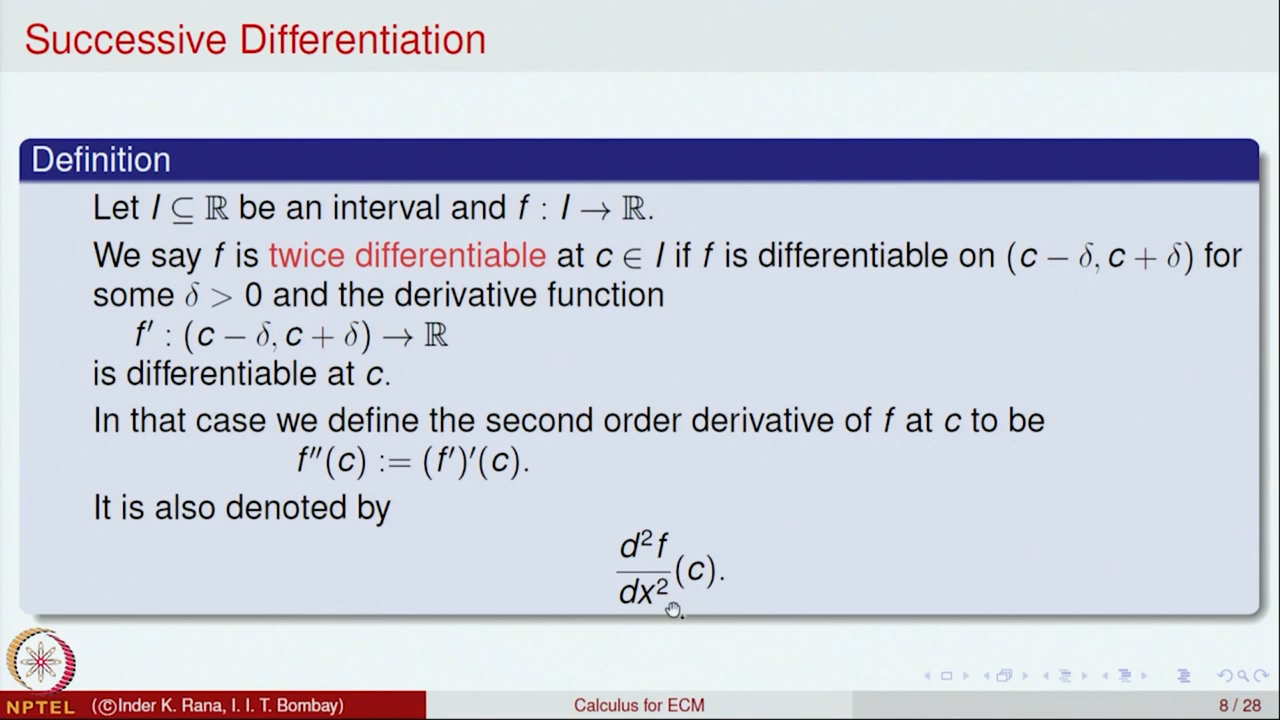 Successive Differentiation
Definition
Let I ⊆ ℝ be an interval and f : I → ℝ.
We say f is twice differentiable at c ∈ I if f is differentiable on (c − δ, c + δ) for
some δ > 0 and the derivative function
f′ : (c − δ, c + δ) → ℝ
is differentiable at c.
In that case we define the second order derivative of f at c to be
f″(c) := (f′)′(c).
It is also denoted by
d²f
dx² (c).
NPTEL (©Inder K. Rana, I. I. T. Bombay) Calculus for ECM 8 / 28